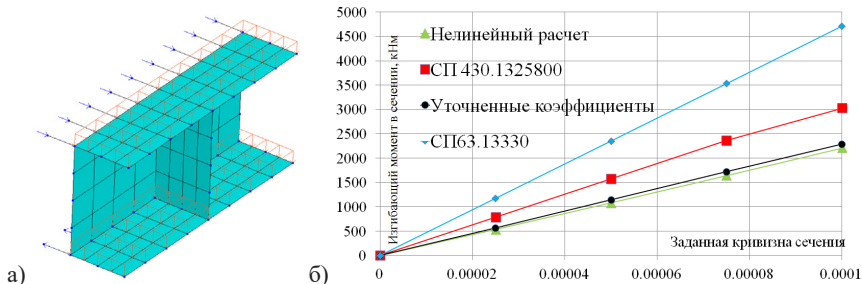 5000
4500
4000
3500
3000
2500
2000
1500
1000
500
0
Изгибающий момент в сечении, кНм
Нелинейный расчет
СП 430.1325800
Уточненные коэффициенты
СП63.13330
Заданная кривизна сечения
0 0.00002 0.00004 0.00006 0.00008 0.0001
а) б)